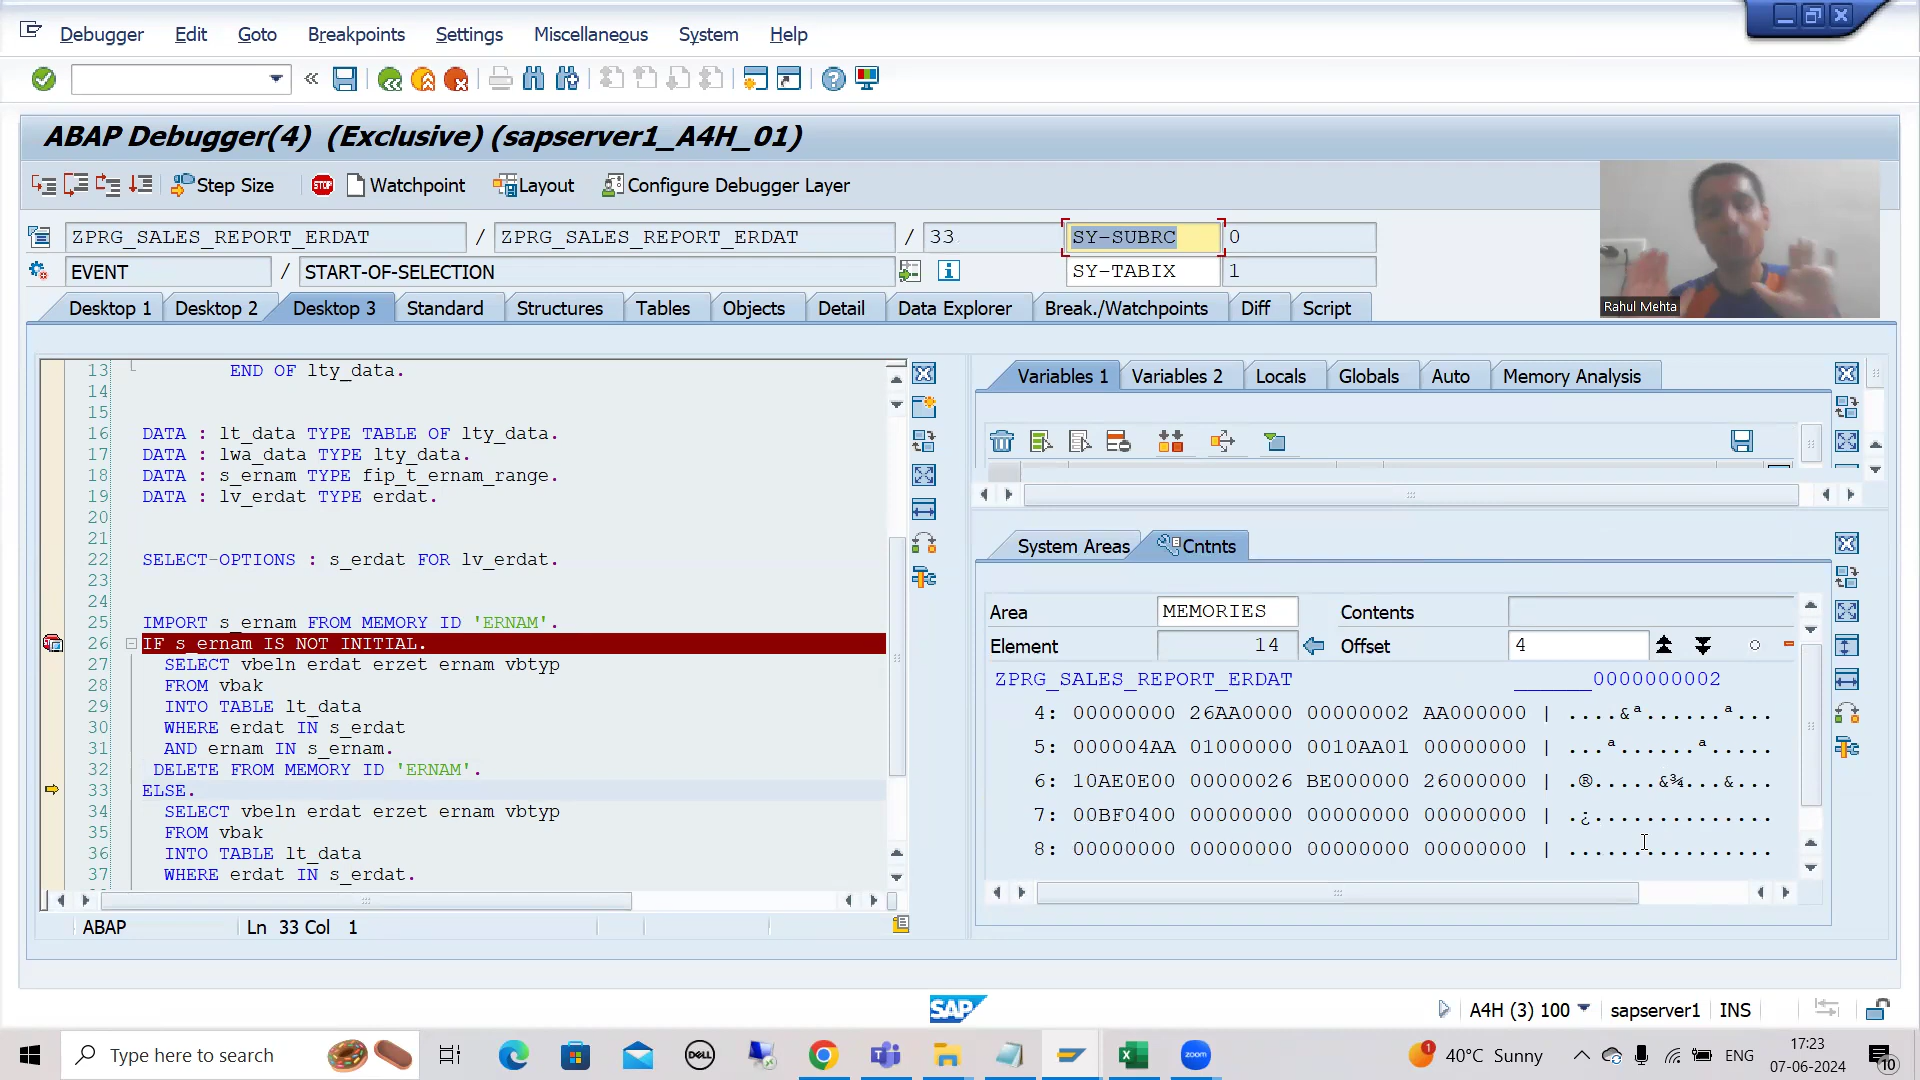 Debugger Edit Goto Breakpoints Settings Miscellaneous System Help
ABAP Debugger(4) (Exclusive) (sapserver1_A4H_01)
Step Size STOP Watchpoint Layout Configure Debugger Layer
ZPRG_SALES_REPORT_ERDAT / ZPRG_SALES_REPORT_ERDAT / 33 SY-SUBRC 0
EVENT / START-OF-SELECTION SY-TABIX 1
Rahul Mehta
Desktop 1 Desktop 2 Desktop 3 Standard Structures Tables Objects Detail Data Explorer Break./Watchpoints Diff Script
13 END OF lty_data.
14
15
16 DATA : lt_data TYPE TABLE OF lty_data.
17 DATA : lwa_data TYPE lty_data.
18 DATA : s_ernam TYPE fip_t_ernam_range.
19 DATA : lv_erdat TYPE erdat.
20
21
22 SELECT-OPTIONS : s_erdat FOR lv_erdat.
23
24
25 IMPORT s_ernam FROM MEMORY ID 'ERNAM'.
26 IF s_ernam IS NOT INITIAL.
27 SELECT vbeln erdat erzet ernam vbtyp
28 FROM vbak
29 INTO TABLE lt_data
30 WHERE erdat IN s_erdat
31 AND ernam IN s_ernam.
32 DELETE FROM MEMORY ID 'ERNAM'.
33 ELSE.
34 SELECT vbeln erdat erzet ernam vbtyp
35 FROM vbak
36 INTO TABLE lt_data
37 WHERE erdat IN s_erdat.
ABAP Ln 33 Col 1
Variables 1 Variables 2 Locals Globals Auto Memory Analysis
System Areas Cntnts
Area MEMORIES Contents
Element 14 Offset 4
ZPRG_SALES_REPORT_ERDAT ______0000000002
4: 00000000 26AA0000 00000002 AA000000 | ....&ª......ª...
5: 000004AA 01000000 0010AA01 00000000 | ...ª......ª.....
6: 10AE0E00 00000026 BE000000 26000000 | .®.....&¾...&...
7: 00BF0400 00000000 00000000 00000000 | .¿..............
8: 00000000 00000000 00000000 00000000 | ................
SAP A4H (3) 100 sapserver1 INS
Type here to search DELL zoom 1 40°C Sunny ENG 17:23
07-06-2024 10